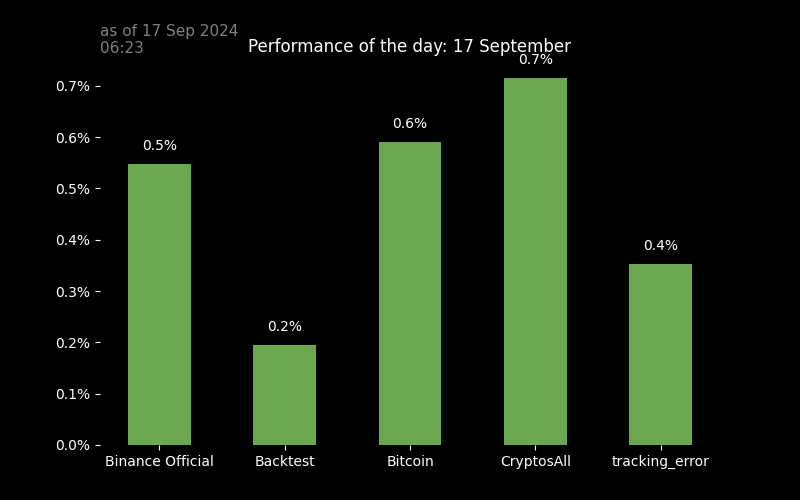 as of 17 Sep 2024
06:23
Performance of the day: 17 September
0.7%
0.6%
0.5%
0.4%
0.3%
0.2%
0.1%
0.0%
0.5%
0.2%
0.6%
0.7%
0.4%
Binance Official
Backtest
Bitcoin
CryptosAll
tracking_error